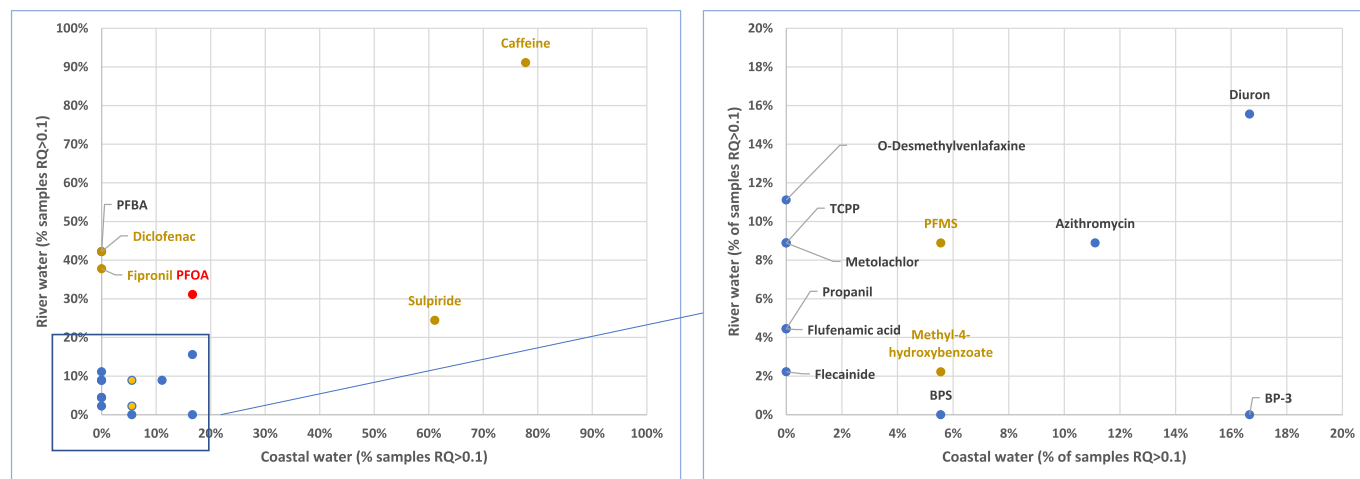 100%
90%
80%
70%
60%
50%
40%
30%
20%
10%
0%
River water (% samples RQ>0.1)
Caffeine
PFBA
Diclofenac
Fipronil PFOA
Sulpiride
0% 10% 20% 30% 40% 50% 60% 70% 80% 90% 100%
Coastal water (% samples RQ>0.1)
20%
18%
16%
14%
12%
10%
8%
6%
4%
2%
0%
River water (% of samples RQ>0.1)
Diuron
O-Desmethylvenlafaxine
TCPP
PFMS
Azithromycin
Metolachlor
Propanil
Flufenamic acid
Methyl-4-
hydroxybenzoate
Flecainide
BPS
BP-3
0% 2% 4% 6% 8% 10% 12% 14% 16% 18% 20%
Coastal water (% of samples RQ>0.1)